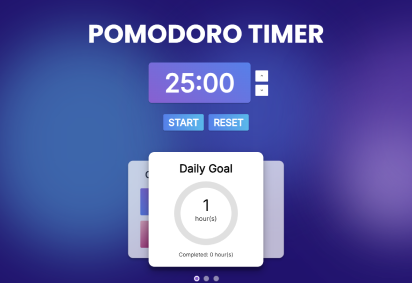 POMODORO TIMER
25:00
START RESET
Daily Goal
1
hour(s)
Completed: 0 hour(s)